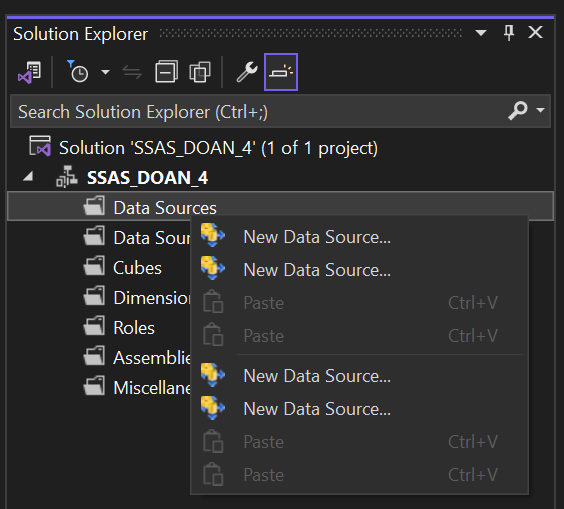 Solution Explorer
Search Solution Explorer (Ctrl+;)
Solution 'SSAS_DOAN_4' (1 of 1 project)
SSAS_DOAN_4
Data Sources
Data Sour
Cubes
Dimension
Roles
Assemblie
Miscellane
New Data Source...
New Data Source...
Paste Ctrl+V
Paste Ctrl+V
New Data Source...
New Data Source...
Paste Ctrl+V
Paste Ctrl+V